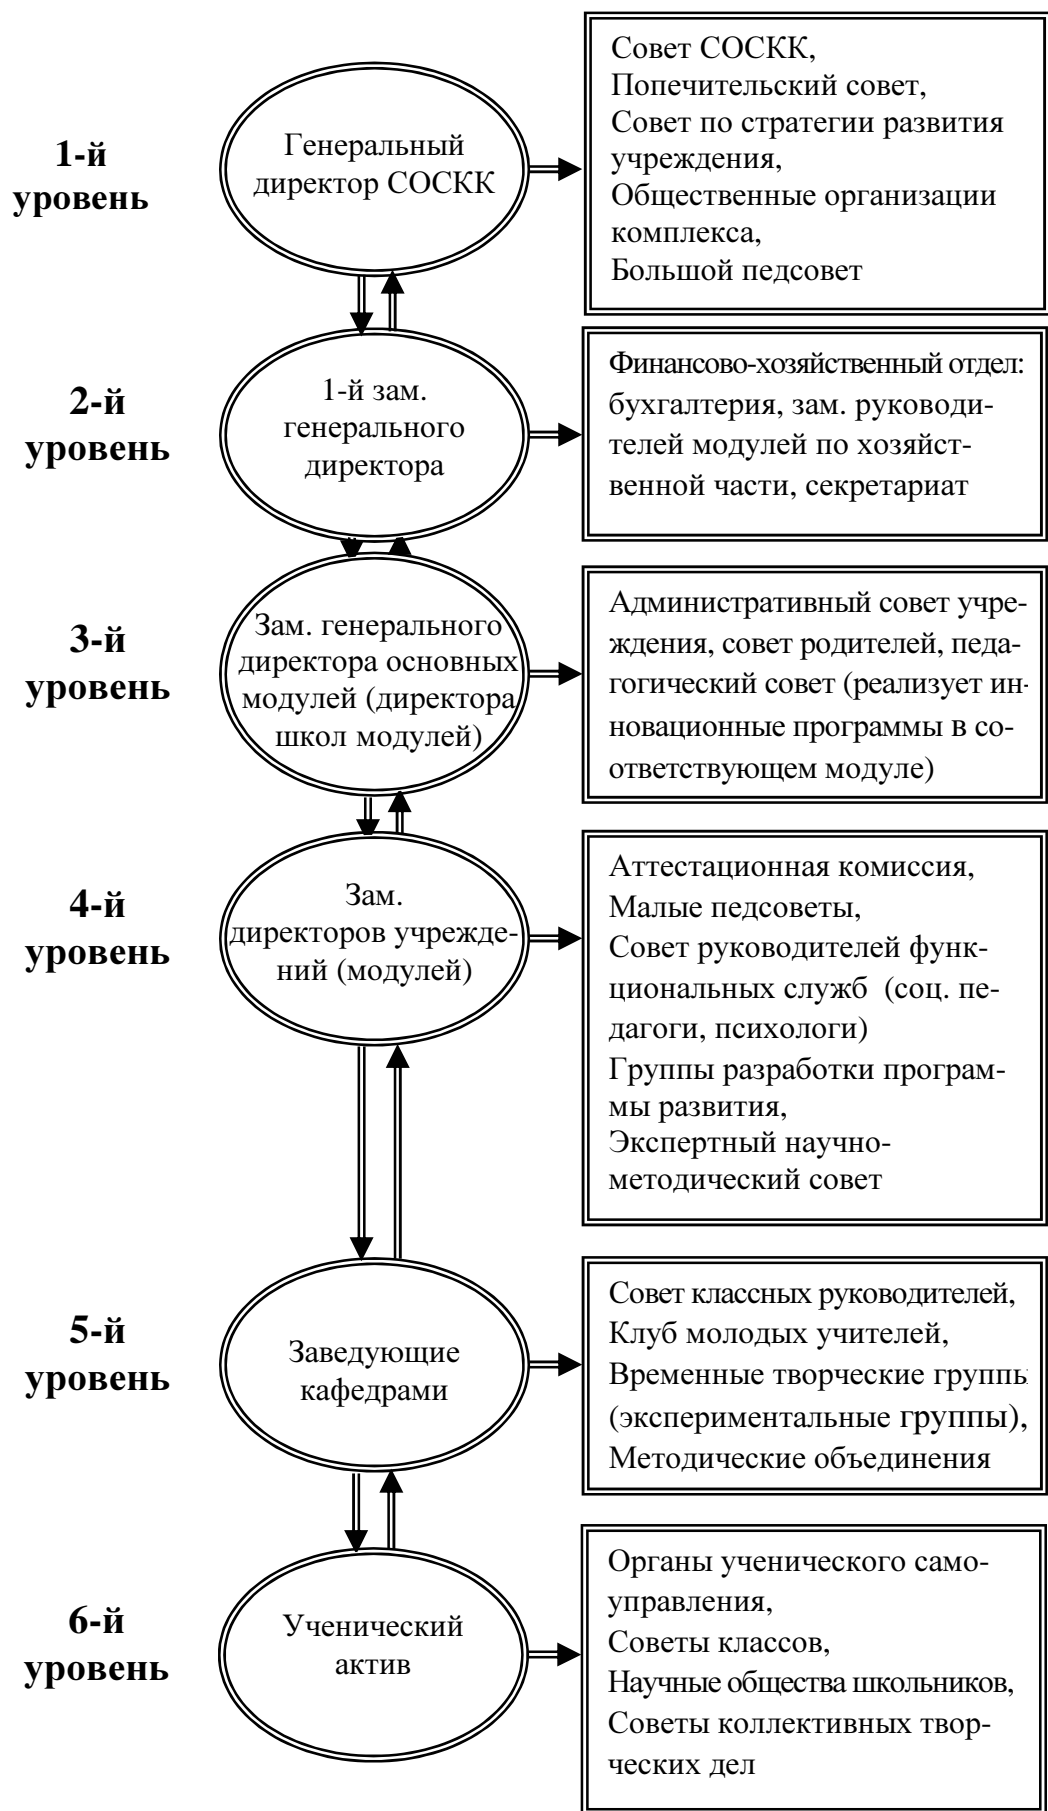 1-й
уровень
Генеральный
директор СОСКК
Совет СОСКК,
Попечительский совет,
Совет по стратегии развития
учреждения,
Общественные организации
комплекса,
Большой педсовет
2-й
уровень
1-й зам.
генерального
директора
Финансово-хозяйственный отдел:
бухгалтерия, зам. руководи-
телей модулей по хозяйст-
венной части, секретариат
3-й
уровень
Зам. генерального
директора основных
модулей (директора
школ модулей)
Административный совет учре-
ждения, совет родителей, педа-
гогический совет (реализует ин-
новационные программы в со-
ответствующем модуле)
4-й
уровень
Зам.
директоров учрежде-
ний (модулей)
Аттестационная комиссия,
Малые педсоветы,
Совет руководителей функ-
циональных служб (соц. пе-
дагоги, психологи)
Группы разработки програм-
мы развития,
Экспертный научно-
методический совет
5-й
уровень
Заведующие
кафедрами
Совет классных руководителей,
Клуб молодых учителей,
Временные творческие группы
(экспериментальные группы),
Методические объединения
6-й
уровень
Ученический
актив
Органы ученического само-
управления,
Советы классов,
Научные общества школьников,
Советы коллективных твор-
ческих дел